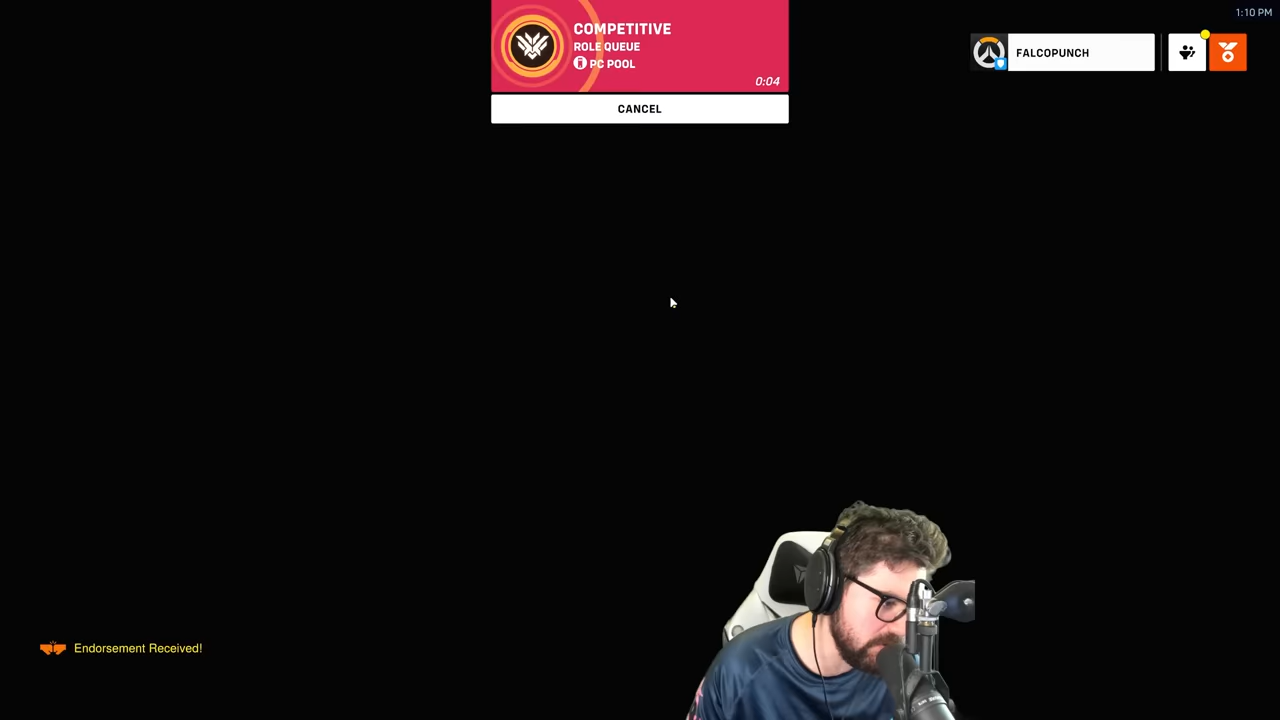 1:10 PM
COMPETITIVE
ROLE QUEUE
PC POOL
0:04
CANCEL
FALCOPUNCH
Endorsement Received!